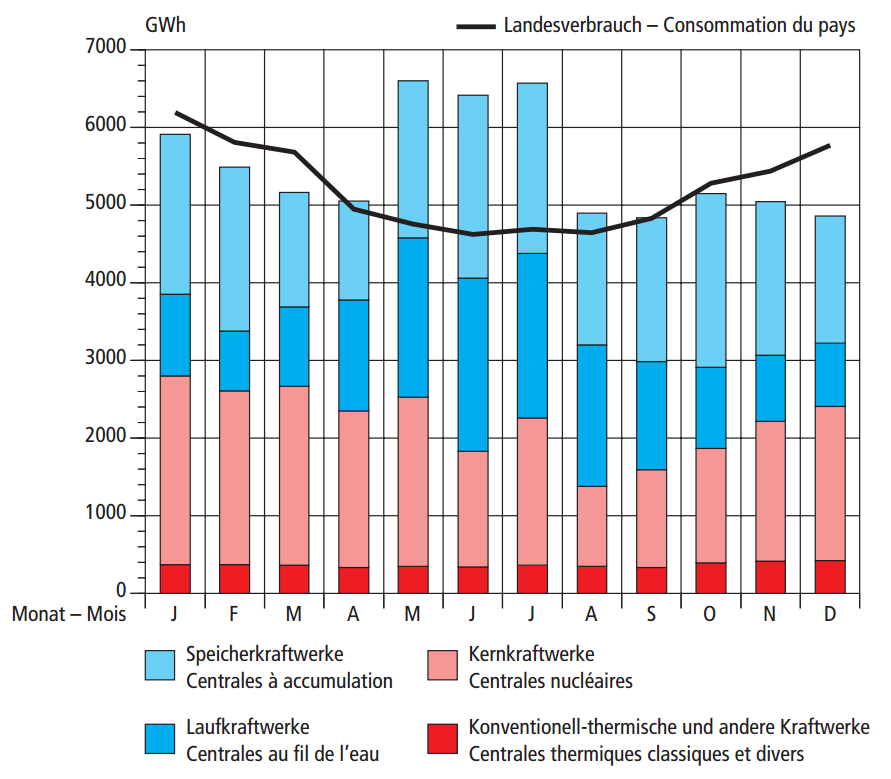 GWh
Landesverbrauch – Consommation du pays
7000
6000
5000
4000
3000
2000
1000
0
Monat – Mois J F M A M J J A S O N D
Speicherkraftwerke
Centrales à accumulation
Kernkraftwerke
Centrales nucléaires
Laufkraftwerke
Centrales au fil de l'eau
Konventionell-thermische und andere Kraftwerke
Centrales thermiques classiques et divers